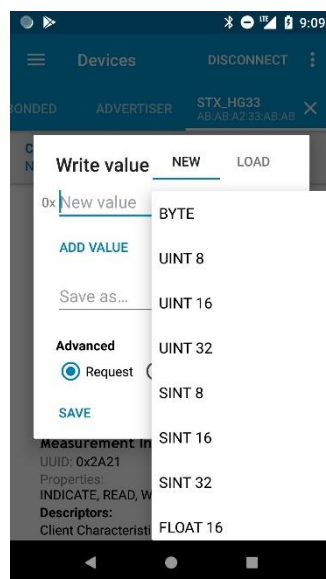 9:09
Devices
DISCONNECT
BONDED
ADVERTISER
STX_HG33
AB:AB:A2:33:AB:AB
Write value
NEW
LOAD
0x New value
BYTE
ADD VALUE
UINT 8
UINT 16
Save as...
UINT 32
Advanced
Request
SINT 8
SAVE
SINT 16
Measurement In
UUID: 0x2A21
Properties:
SINT 32
INDICATE, READ, W
Descriptors:
Client Characteristi
FLOAT 16